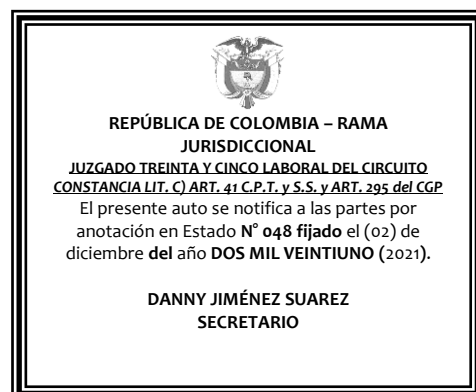 REPÚBLICA DE COLOMBIA – RAMA
JURISDICCIONAL
JUZGADO TREINTA Y CINCO LABORAL DEL CIRCUITO
CONSTANCIA LIT. C) ART. 41 C.P.T. y S.S. y ART. 295 del CGP
El presente auto se notifica a las partes por
anotación en Estado N° 048 fijado el (02) de
diciembre del año DOS MIL VEINTIUNO (2021).
DANNY JIMÉNEZ SUAREZ
SECRETARIO